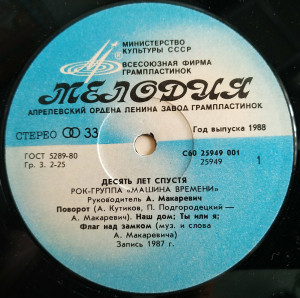 МИНИСТЕРСТВО
КУЛЬТУРЫ СССР
ВСЕСОЮЗНАЯ ФИРМА
ГРАМПЛАСТИНОК
МЕЛОДИЯ
АПРЕЛЕВСКИЙ ОРДЕНА ЛЕНИНА ЗАВОД ГРАМПЛАСТИНОК
СТЕРЕО 33
Год выпуска 1988
ГОСТ 5289-80
Гр. 3. 2-25
С60 25949 001
25949
1
ДЕСЯТЬ ЛЕТ СПУСТЯ
РОК-ГРУППА «МАШИНА ВРЕМЕНИ»
Руководитель А. Макаревич
Поворот (А. Кутиков, П. Подгородецкий —
А. Макаревич). Наш дом; Ты или я;
Флаг над замком (муз. и слова
А. Макаревича)
Запись 1987 г.